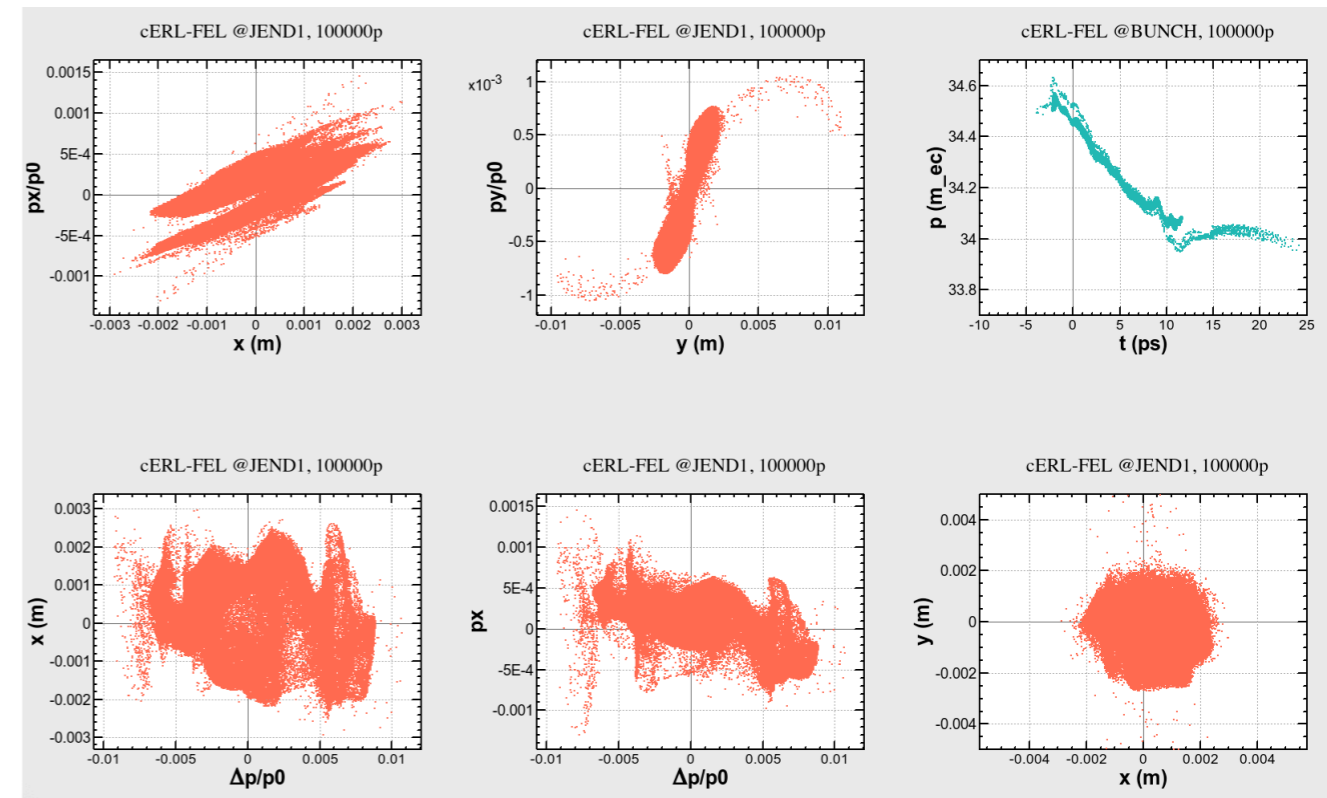 cERL-FEL @JEND1, 100000p
0.0015
0.001
5E-4
0
-5E-4
-0.001
px/p0
-0.003 -0.002 -0.001 0 0.001 0.002 0.003
x (m)
cERL-FEL @JEND1, 100000p
x10-3
1
0.5
0
-0.5
-1
py/p0
-0.01 -0.005 0 0.005 0.01
y (m)
cERL-FEL @BUNCH, 100000p
34.6
34.4
34.2
34
33.8
p (m_ec)
-10 -5 0 5 10 15 20 25
t (ps)
cERL-FEL @JEND1, 100000p
0.003
0.002
0.001
0
-0.001
-0.002
-0.003
x (m)
-0.01 -0.005 0 0.005 0.01
Δp/p0
cERL-FEL @JEND1, 100000p
0.0015
0.001
5E-4
0
-5E-4
-0.001
px
-0.01 -0.005 0 0.005 0.01
Δp/p0
cERL-FEL @JEND1, 100000p
0.004
0.002
0
-0.002
-0.004
y (m)
-0.004 -0.002 0 0.002 0.004
x (m)